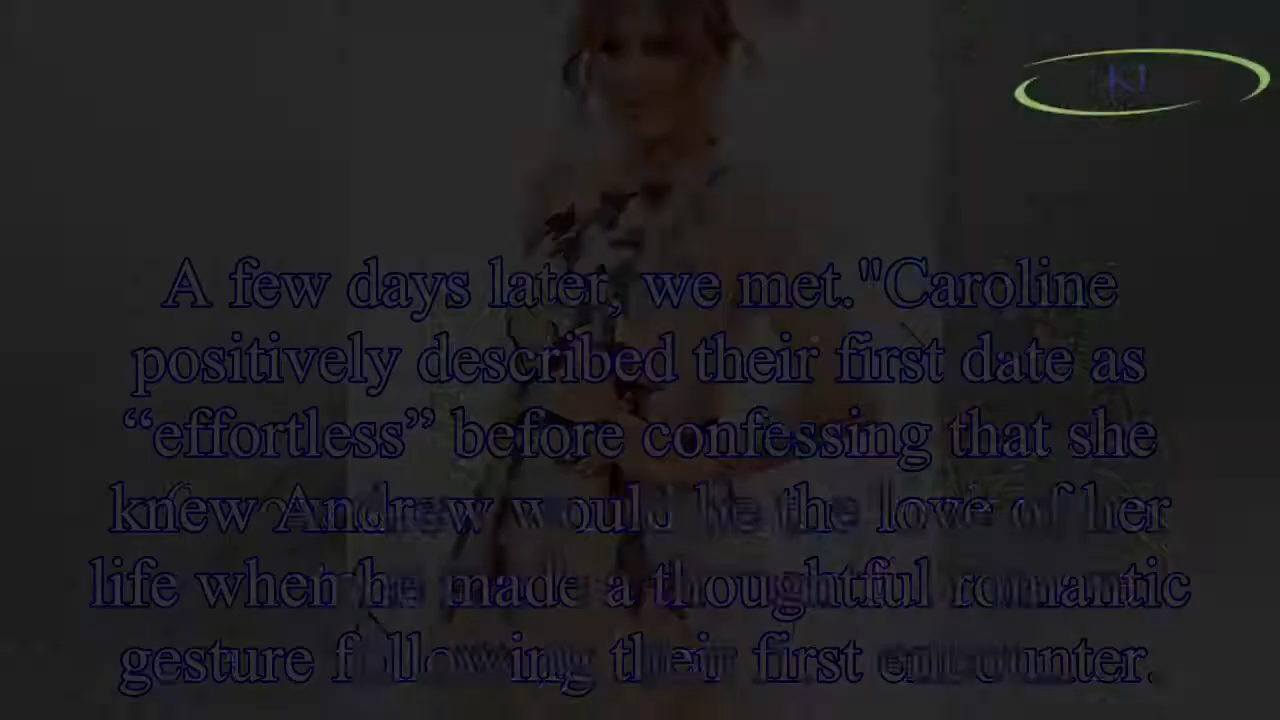 KI
A few days later, we met."Caroline
positively described their first date as
“effortless” before confessing that she
knew Andrew would be the love of her
life when he made a thoughtful romantic
gesture following their first encounter.